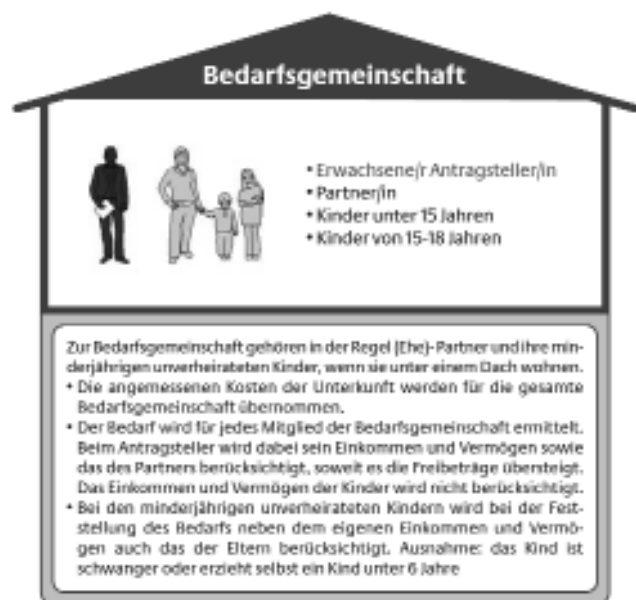 Bedarfsgemeinschaft
• Erwachsene/r Antragsteller/in
• Partner/in
• Kinder unter 15 Jahren
• Kinder von 15-18 Jahren
Zur Bedarfsgemeinschaft gehören in der Regel (Ehe)-Partner und ihre min-
derjährigen unverheirateten Kinder, wenn sie unter einem Dach wohnen.
• Die angemessenen Kosten der Unterkunft werden für die gesamte
Bedarfsgemeinschaft übernommen.
• Der Bedarf wird für jedes Mitglied der Bedarfsgemeinschaft ermittelt.
Beim Antragsteller wird dabei sein Einkommen und Vermögen sowie
das des Partners berücksichtigt, soweit es die Freibeträge übersteigt.
Das Einkommen und Vermögen der Kinder wird nicht berücksichtigt.
• Bei den minderjährigen unverheirateten Kindern wird bei der Fest-
stellung des Bedarfs neben dem eigenen Einkommen und Vermö-
gen auch das der Eltern berücksichtigt. Ausnahme: das Kind ist
schwanger oder erzieht selbst ein Kind unter 6 Jahre